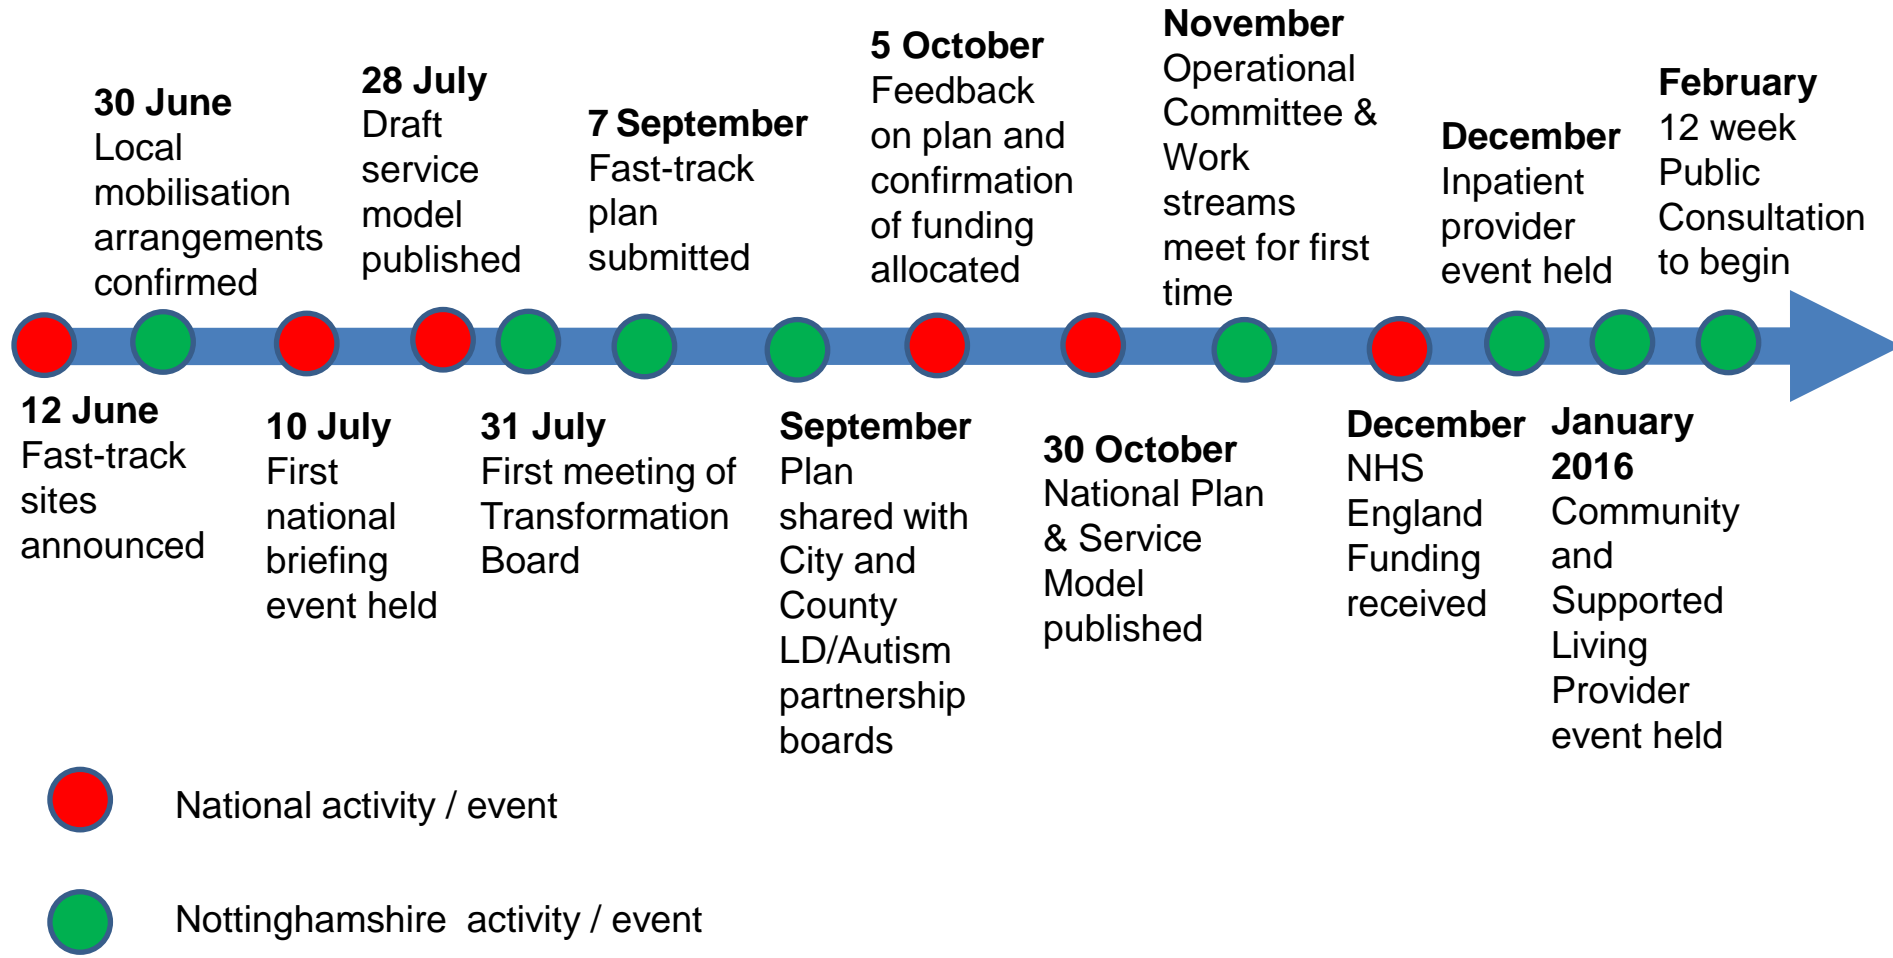 30 June
Local
mobilisation
arrangements
confirmed
28 July
Draft
service
model
published
7 September
Fast-track
plan
submitted
5 October
Feedback
on plan and
confirmation
of funding
allocated
November
Operational
Committee &
Work
streams
meet for first
time
December
Inpatient
provider
event held
February
12 week
Public
Consultation
to begin
12 June
Fast-track
sites
announced
10 July
First
national
briefing
event held
31 July
First meeting of
Transformation
Board
September
Plan
shared with
City and
County
LD/Autism
partnership
boards
30 October
National Plan
& Service
Model
published
December
NHS
England
Funding
received
January
2016
Community
and
Supported
Living
Provider
event held
National activity / event
Nottinghamshire activity / event